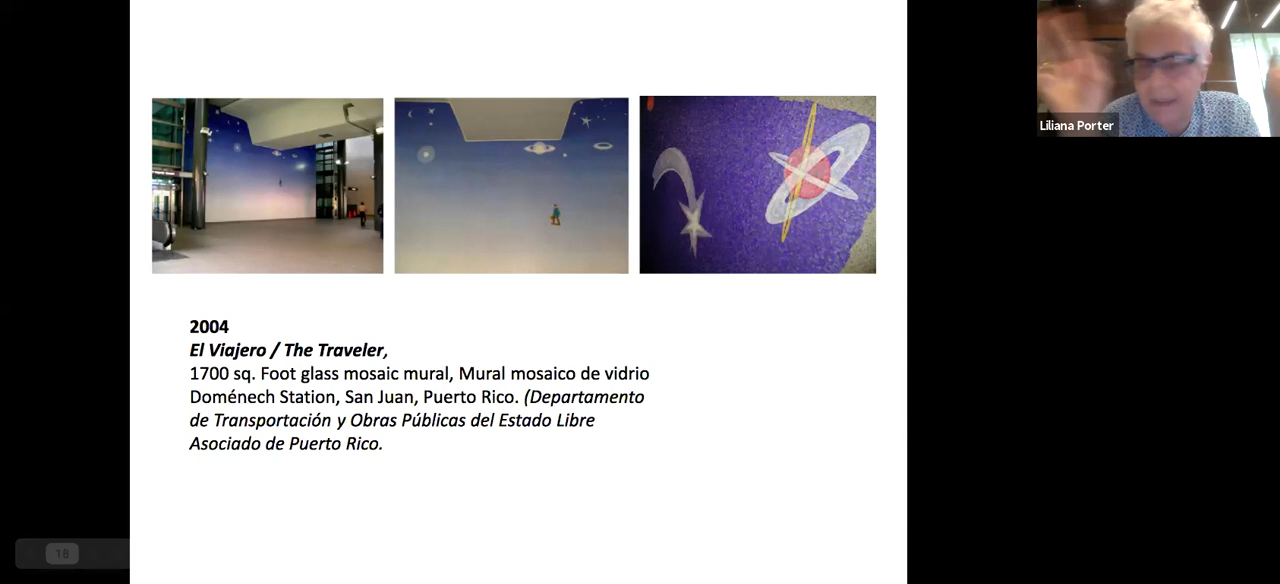 Liliana Porter
2004
El Viajero / The Traveler,
1700 sq. Foot glass mosaic mural, Mural mosaico de vidrio
Doménech Station, San Juan, Puerto Rico. (Departamento
de Transportación y Obras Públicas del Estado Libre
Asociado de Puerto Rico.
18